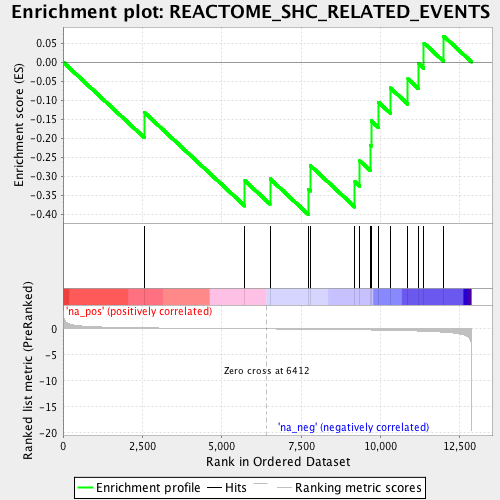 Enrichment plot: REACTOME_SHC_RELATED_EVENTS
Enrichment score (ES)
0.05
0.00
-0.05
-0.10
-0.15
-0.20
-0.25
-0.30
-0.35
-0.40
'na_pos' (positively correlated)
Ranked list metric (PreRanked)
0
-5
-10
-15
-20
Zero cross at 6412
'na_neg' (negatively correlated)
0
2,500
5,000
7,500
10,000
12,500
Rank in Ordered Dataset
Enrichment profile
Hits
Ranking metric scores